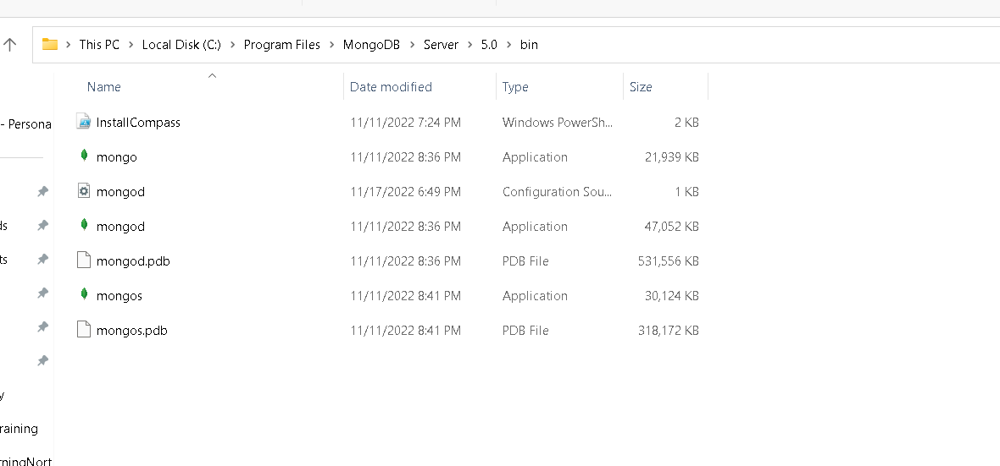 This PC > Local Disk (C:) > Program Files > MongoDB > Server > 5.0 > bin
Name Date modified Type Size
InstallCompass 11/11/2022 7:24 PM Windows PowerSh... 2 KB
- Persona
mongo 11/11/2022 8:36 PM Application 21,939 KB
mongod 11/17/2022 6:49 PM Configuration Sou... 1 KB
mongod 11/11/2022 8:36 PM Application 47,052 KB
ds
mongod.pdb 11/11/2022 8:36 PM PDB File 531,556 KB
ts
mongos 11/11/2022 8:41 PM Application 30,124 KB
mongos.pdb 11/11/2022 8:41 PM PDB File 318,172 KB
y
raining
rningNort